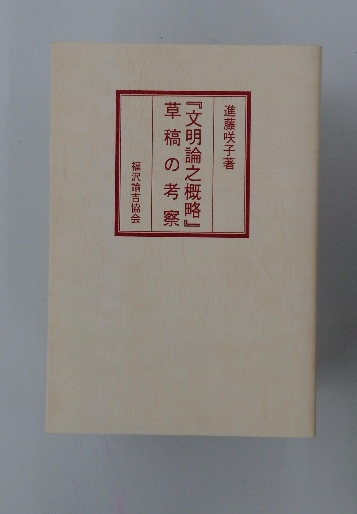 進藤咲子著
『文明論之概略』
草稿の考察
福沢諭吉協会